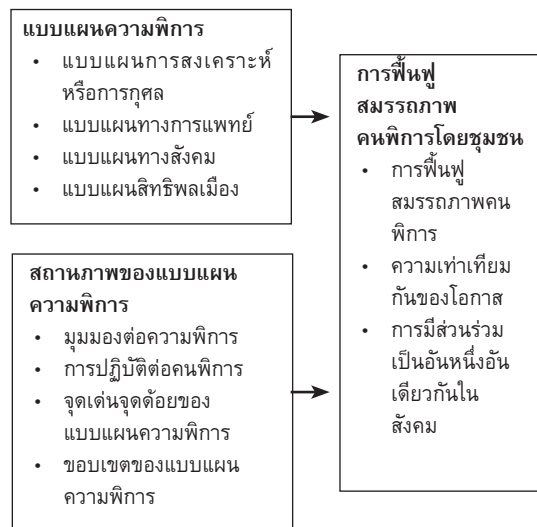 แบบแผนความพิการ
• แบบแผนการสงเคราะห์
หรือการกุศล
• แบบแผนทางการแพทย์
• แบบแผนทางสังคม
• แบบแผนสิทธิพลเมือง
สถานภาพของแบบแผน
ความพิการ
• มุมมองต่อความพิการ
• การปฏิบัติต่อคนพิการ
• จุดเด่นจุดด้อยของ
แบบแผนความพิการ
• ขอบเขตของแบบแผน
ความพิการ
การฟื้นฟู
สมรรถภาพ
คนพิการโดยชุมชน
• การฟื้นฟู
สมรรถภาพคน
พิการ
• ความเท่าเทียม
กันของโอกาส
• การมีส่วนร่วม
เป็นอันหนึ่งอัน
เดียวกันใน
สังคม